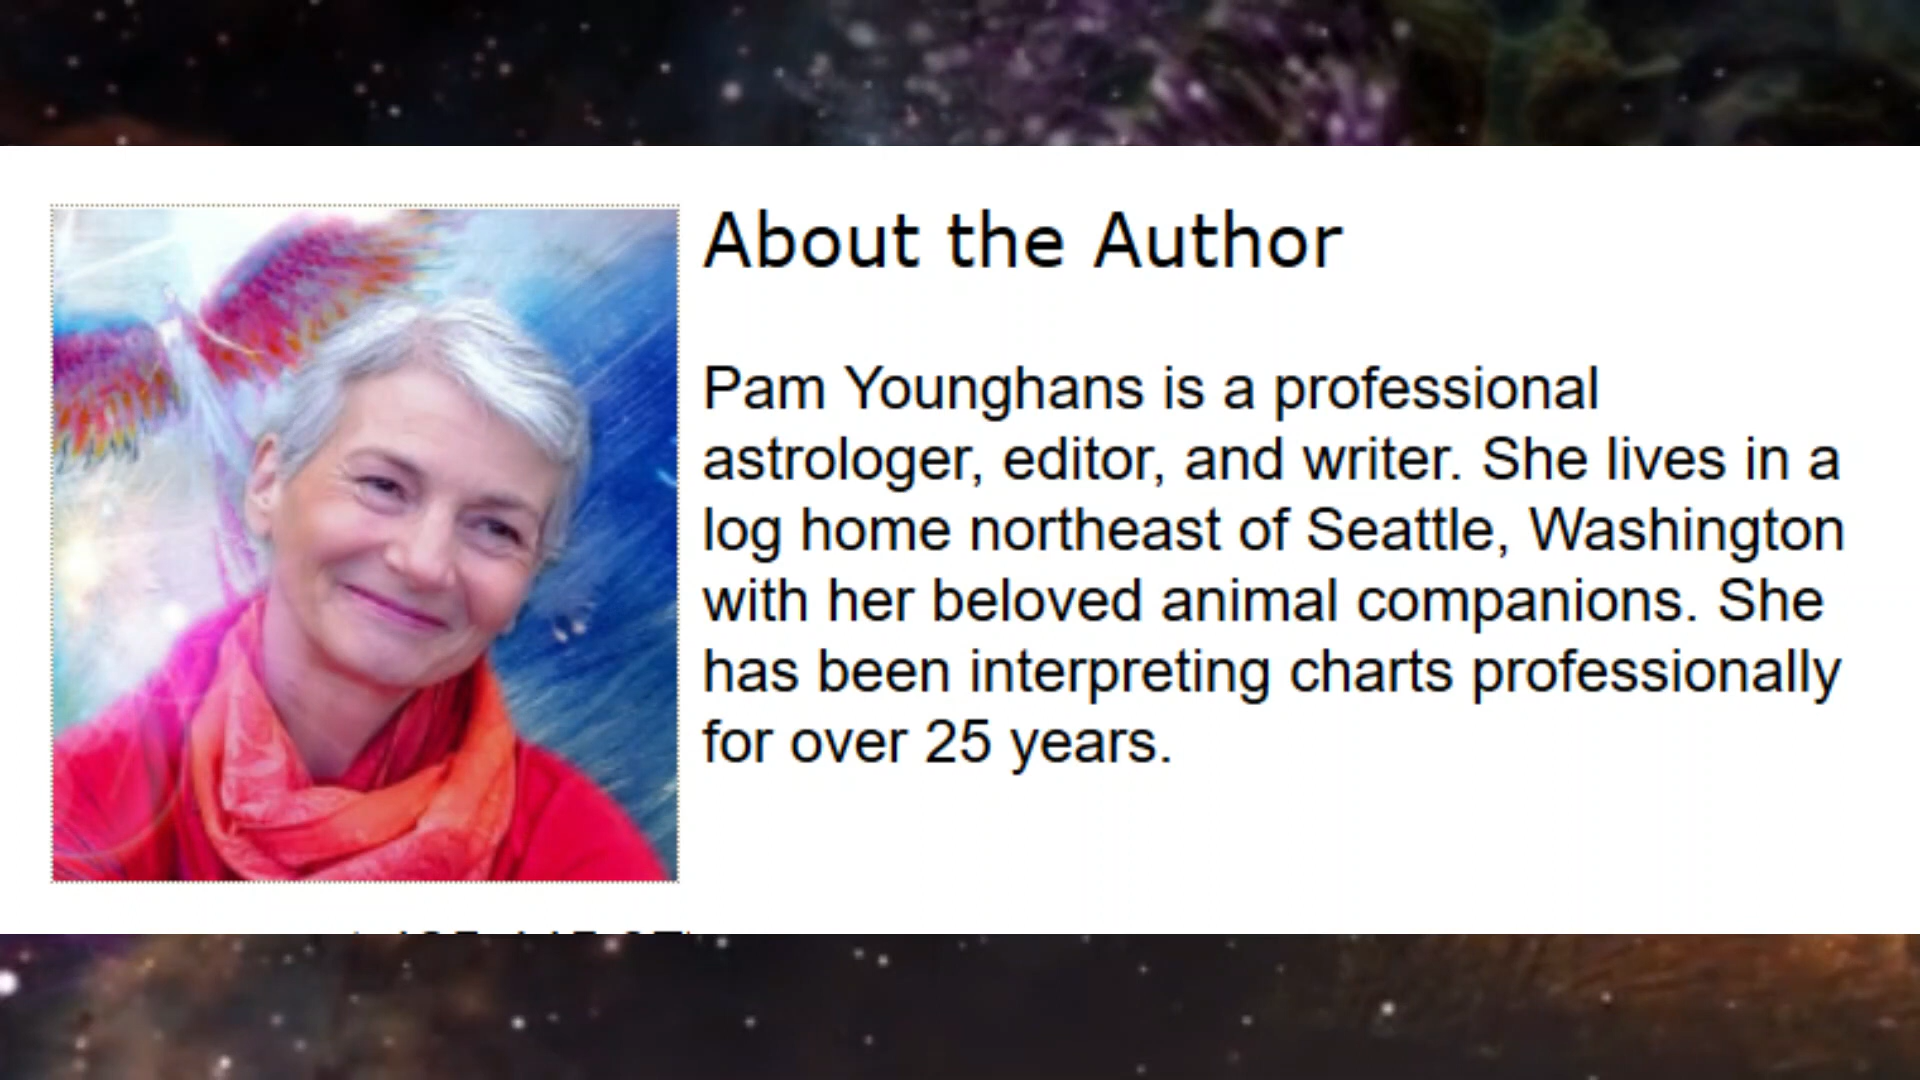 About the Author
Pam Younghans is a professional
astrologer, editor, and writer. She lives in a
log home northeast of Seattle, Washington
with her beloved animal companions. She
has been interpreting charts professionally
for over 25 years.